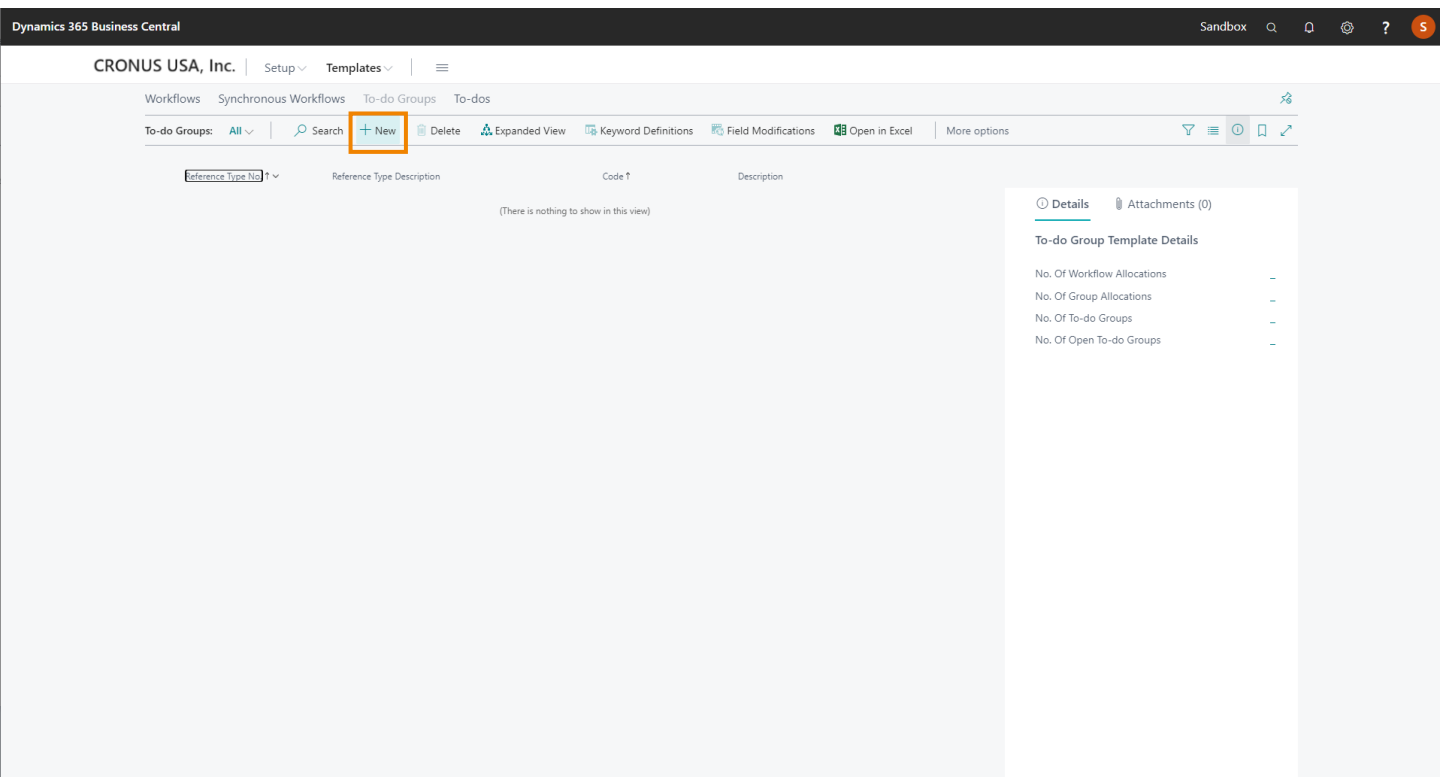 Dynamics 365 Business Central Sandbox ? S
CRONUS USA, Inc. Setup Templates
Workflows Synchronous Workflows To-do Groups To-dos
To-do Groups: All Search + New Delete Expanded View Keyword Definitions Field Modifications Open in Excel More options
Reference Type No. ↑ Reference Type Description Code ↑ Description
(There is nothing to show in this view)
Details Attachments (0)
To-do Group Template Details
No. Of Workflow Allocations _
No. Of Group Allocations _
No. Of To-do Groups _
No. Of Open To-do Groups _